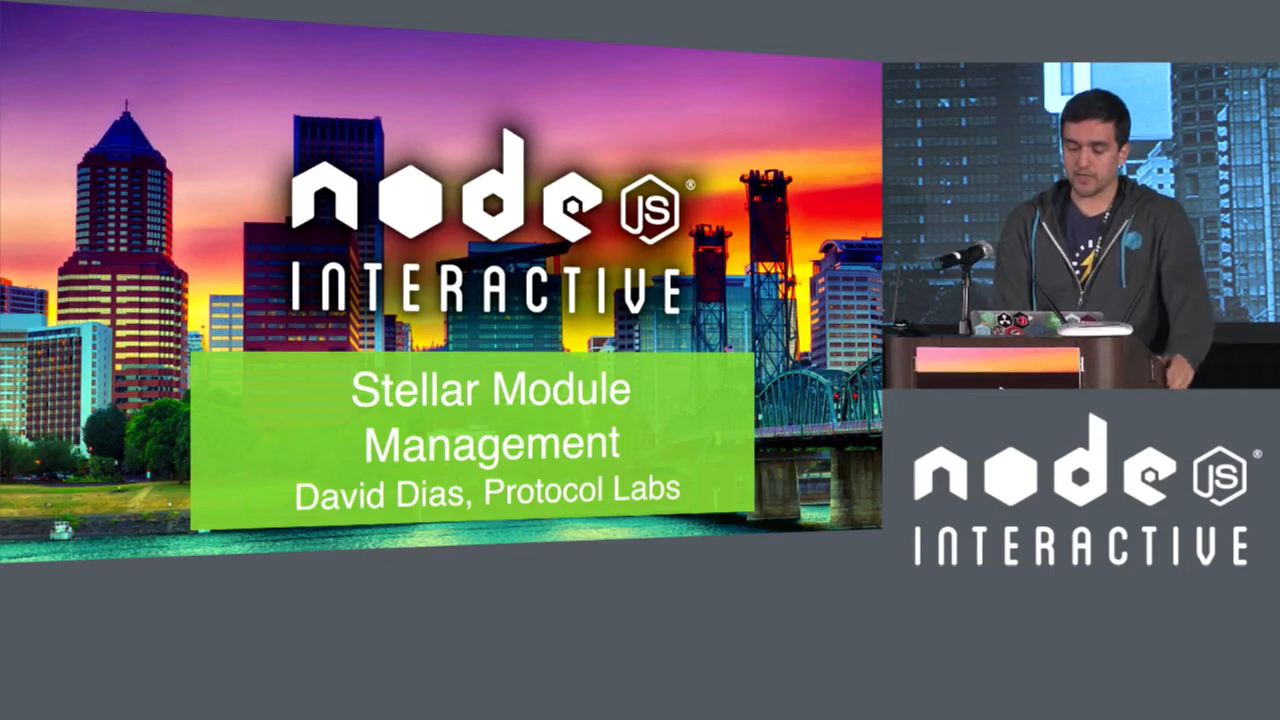 node JS ®
INTERACTIVE
Stellar Module
Management
David Dias, Protocol Labs
node JS ®
INTERACTIVE